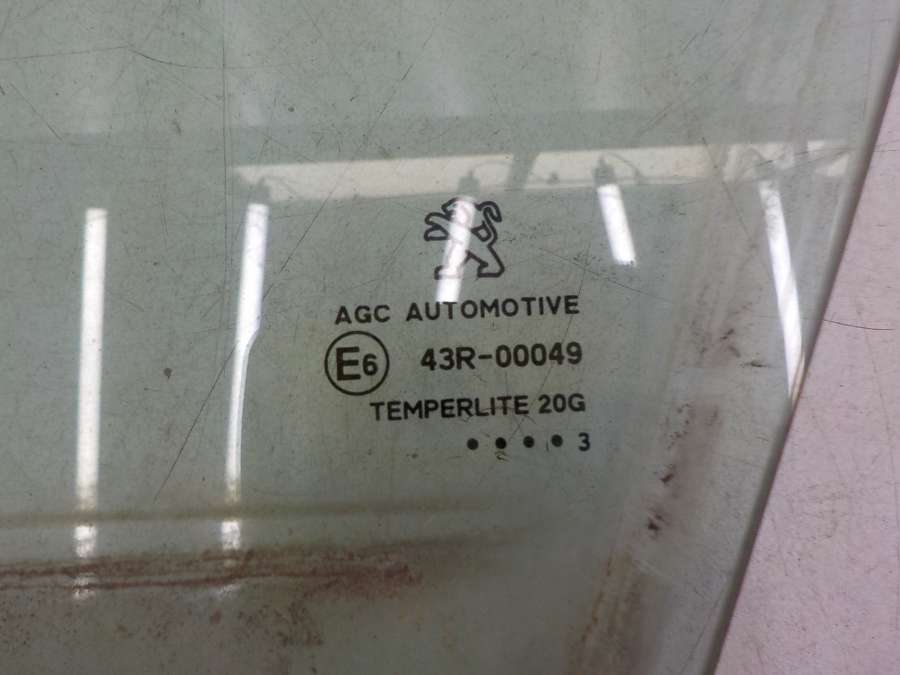 AGC AUTOMOTIVE
E6 43R-00049
TEMPERLITE 20G
•••• 3